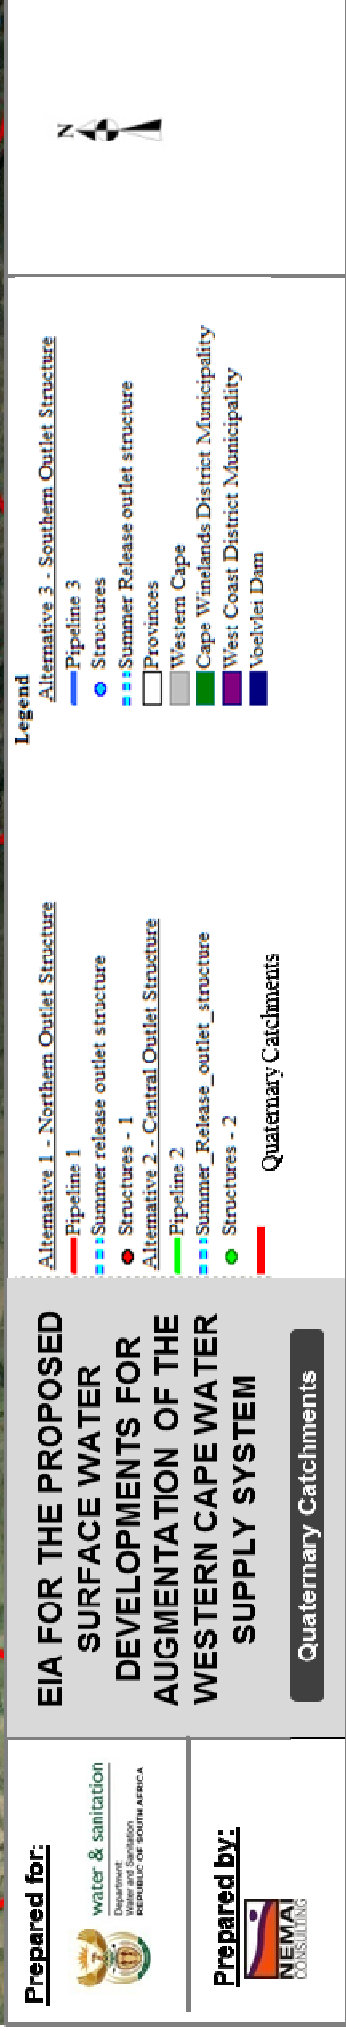 Prepared for:
water & sanitation
Department:
Water and Sanitation
REPUBLIC OF SOUTH AFRICA
Prepared by:
NEMAI
CONSULTING
EIA FOR THE PROPOSED
SURFACE WATER
DEVELOPMENTS FOR
AUGMENTATION OF THE
WESTERN CAPE WATER
SUPPLY SYSTEM
Quaternary Catchments
Legend
Alternative 1 - Northern Outlet Structure
Pipeline 1
Summer release outlet structure
Structures - 1
Alternative 2 - Central Outlet Structure
Pipeline 2
Summer_Release_outlet_structure
Structures - 2
Quaternary Catchments
Alternative 3 - Southern Outlet Structure
Pipeline 3
Structures
Summer Release outlet structure
Provinces
Western Cape
Cape Winelands District Municipality
West Coast District Municipality
Voelvlei Dam
N